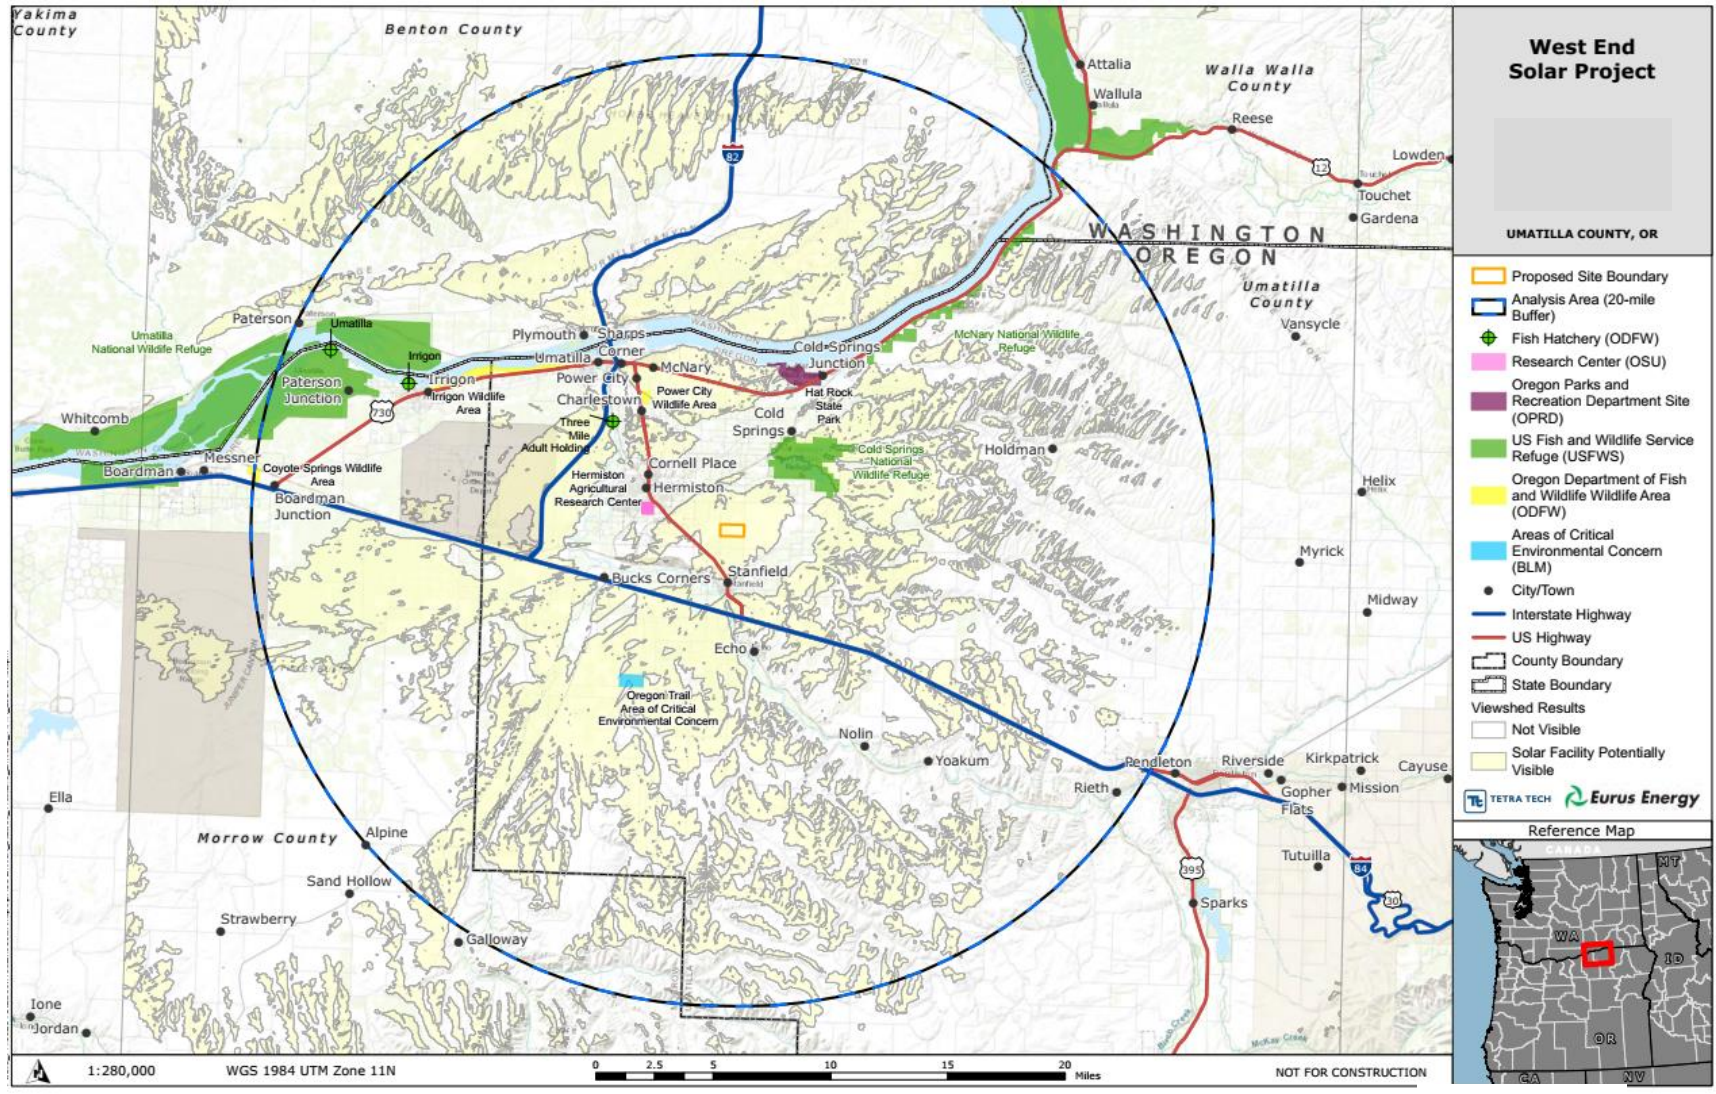 Yakima
County
Benton County
2202 ft
Attalia
Wallula
Walla Walla
County
Reese
Lowden
12
Touchet
Touchet
Gardena
82
WASHINGTON
OREGON
Umatilla
County
Vansycle
Paterson
Umatilla
Umatilla
National Wildlife Refuge
Irrigon
Plymouth
Sharps
Corner
WASHINGTON
OREGON
McNary National Wildlife
Refuge
Umatilla
McNary
Cold Springs
Junction
Paterson
Junction
Irrigon
Irrigon Wildlife
Area
Power City
Power City
Wildlife Area
Hat Rock
State
Park
730
Charlestown
Whitcomb
Three
Mile
Adult Holding
Cold
Springs
Holdman
Cold Springs
National
Wildlife Refuge
Boardman
Messner
Coyote Springs Wildlife
Area
Boardman
Junction
Cornell Place
Hermiston
Agricultural
Research Center
Hermiston
Helix
Helix
Myrick
Bucks Corners
Stanfield
Stanfield
Midway
Echo
Oregon Trail
Area of Critical
Environmental Concern
Nolin
Yoakum
Pendleton
Riverside
Kirkpatrick
Cayuse
Rieth
Gopher
Flats
Mission
Ella
Morrow County
Alpine
Tutuilla
84
395
30
Sand Hollow
Sparks
Strawberry
Galloway
Ione
Jordan
McKay Creek
1:280,000
WGS 1984 UTM Zone 11N
0 2.5 5 10 15 20
Miles
NOT FOR CONSTRUCTION
West End
Solar Project
UMATILLA COUNTY, OR
Proposed Site Boundary
Analysis Area (20-mile
Buffer)
Fish Hatchery (ODFW)
Research Center (OSU)
Oregon Parks and
Recreation Department Site
(OPRD)
US Fish and Wildlife Service
Refuge (USFWS)
Oregon Department of Fish
and Wildlife Wildlife Area
(ODFW)
Areas of Critical
Environmental Concern
(BLM)
City/Town
Interstate Highway
US Highway
County Boundary
State Boundary
Viewshed Results
Not Visible
Solar Facility Potentially
Visible
Tt TETRA TECH
Eurus Energy
Reference Map
CANADA
MT
WA
ID
OR
CA
NV